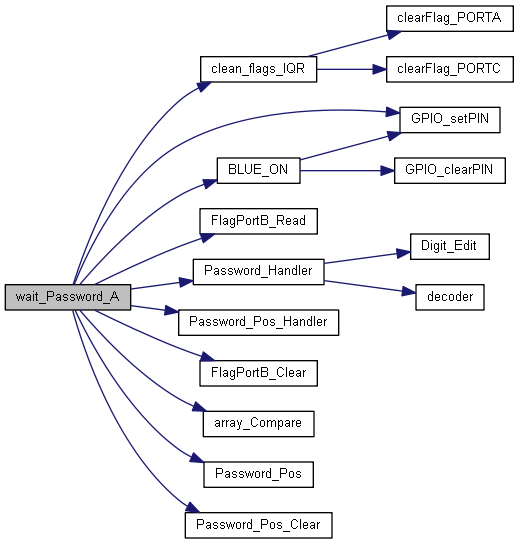 clearFlag_PORTA
clean_flags_IQR
clearFlag_PORTC
GPIO_setPIN
BLUE_ON
GPIO_clearPIN
FlagPortB_Read
Digit_Edit
Password_Handler
wait_Password_A
decoder
Password_Pos_Handler
FlagPortB_Clear
array_Compare
Password_Pos
Password_Pos_Clear